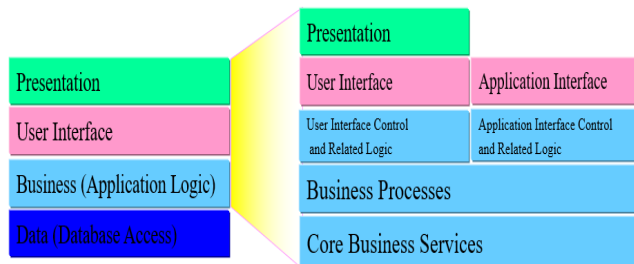 Presentation
User Interface
Business (Application Logic)
Data (Database Access)
Presentation
User Interface
Application Interface
User Interface Control
and Related Logic
Application Interface Control
and Related Logic
Business Processes
Core Business Services